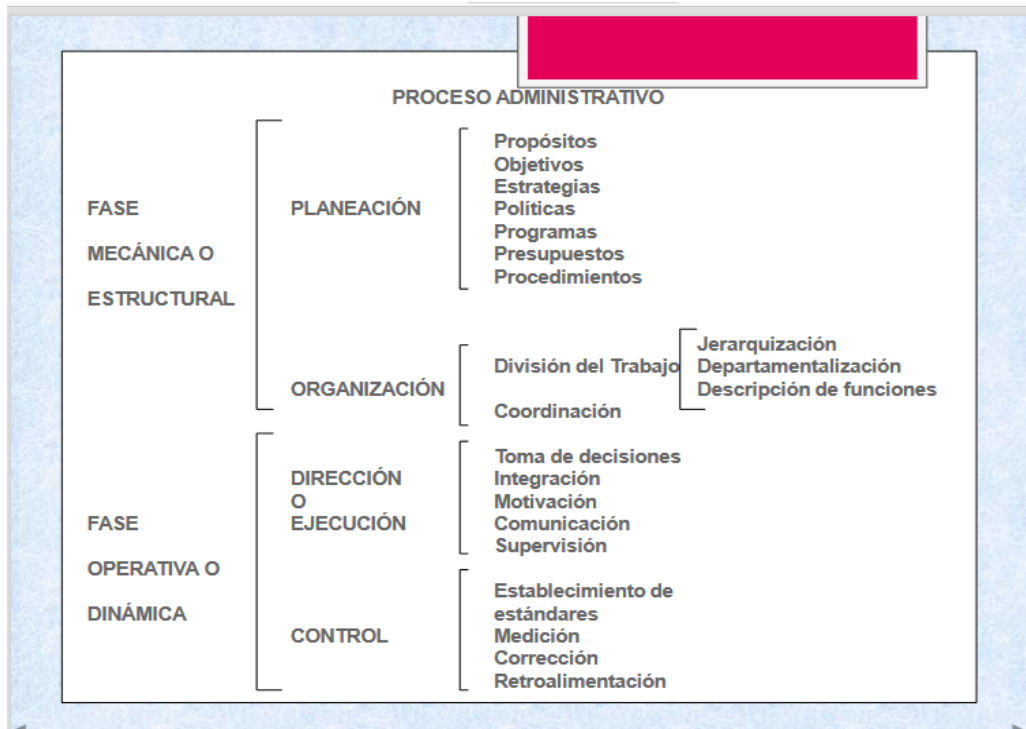 PROCESO ADMINISTRATIVO
FASE
MECÁNICA O
ESTRUCTURAL
PLANEACIÓN
Propósitos
Objetivos
Estrategias
Políticas
Programas
Presupuestos
Procedimientos
ORGANIZACIÓN
División del Trabajo
Coordinación
Jerarquización
Departamentalización
Descripción de funciones
FASE
OPERATIVA O
DINÁMICA
DIRECCIÓN
O
EJECUCIÓN
Toma de decisiones
Integración
Motivación
Comunicación
Supervisión
CONTROL
Establecimiento de
estándares
Medición
Corrección
Retroalimentación